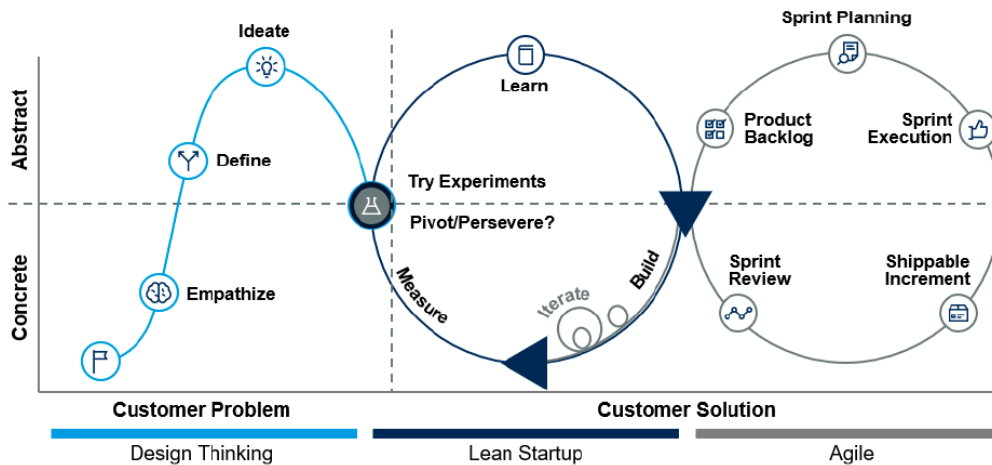 Ideate
Sprint Planning
Abstract
Learn
Product
Backlog
Sprint
Execution
Define
Try Experiments
Pivot/Persevere?
Concrete
Empathize
Measure
Iterate
Build
Sprint
Review
Shippable
Increment
Customer Problem
Customer Solution
Design Thinking
Lean Startup
Agile